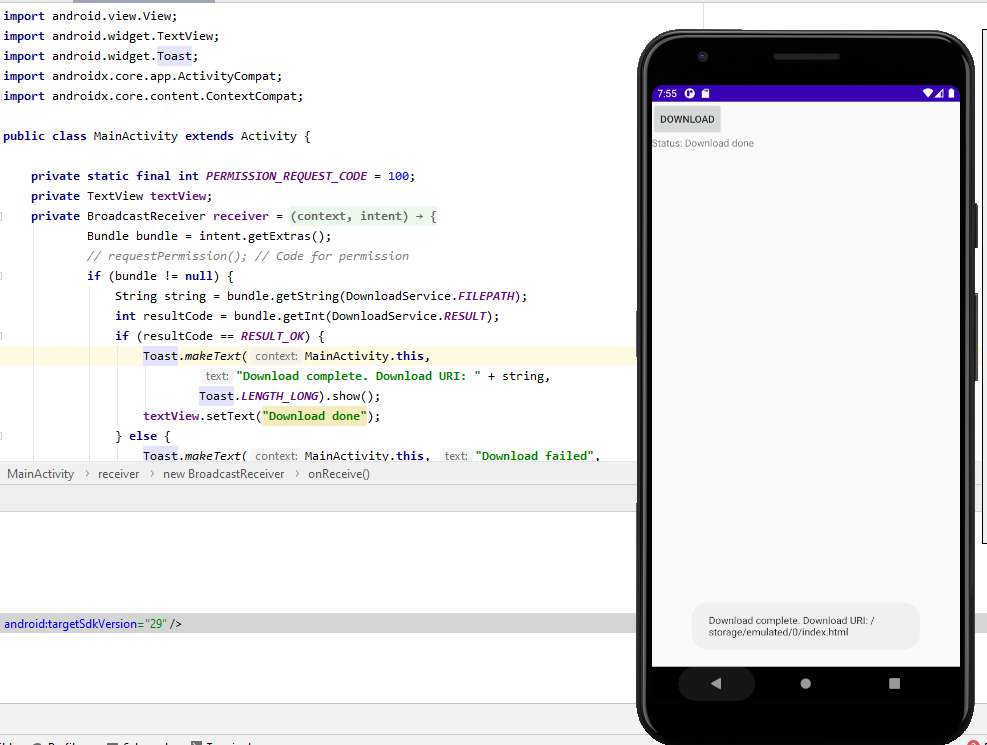 import android.view.View;
import android.widget.TextView;
import android.widget.Toast;
import androidx.core.app.ActivityCompat;
import androidx.core.content.ContextCompat;
public class MainActivity extends Activity {
private static final int PERMISSION_REQUEST_CODE = 100;
private TextView textView;
private BroadcastReceiver receiver = (context, intent) → {
Bundle bundle = intent.getExtras();
// requestPermission(); // Code for permission
if (bundle != null) {
String string = bundle.getString(DownloadService.FILEPATH);
int resultCode = bundle.getInt(DownloadService.RESULT);
if (resultCode == RESULT_OK) {
Toast.makeText( context: MainActivity.this,
text: "Download complete. Download URI: " + string,
Toast.LENGTH_LONG).show();
textView.setText("Download done");
} else {
Toast.makeText( context: MainActivity.this, text: "Download failed",
MainActivity › receiver › new BroadcastReceiver › onReceive()
android:targetSdkVersion="29" />
7:55
DOWNLOAD
Status: Download done
Download complete. Download URI: /
storage/emulated/0/index.html